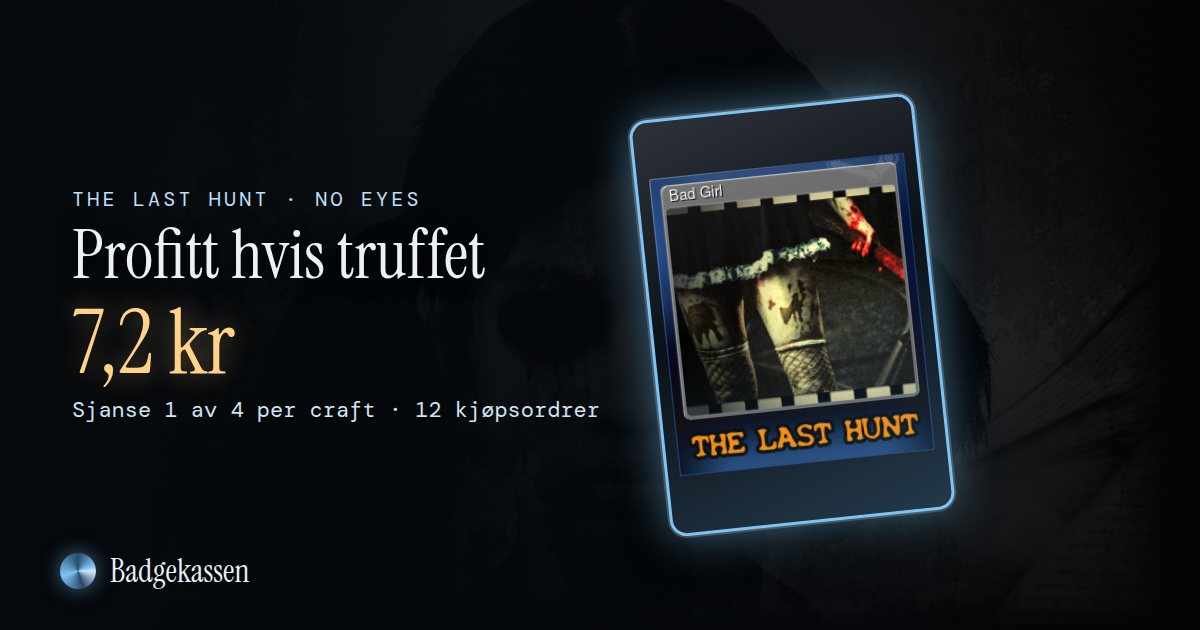 THE LAST HUNT · NO EYES
Profitt hvis truffet
7,2 kr
Sjanse 1 av 4 per craft · 12 kjøpsordrer
Badgekassen
Bad Girl
THE LAST HUNT